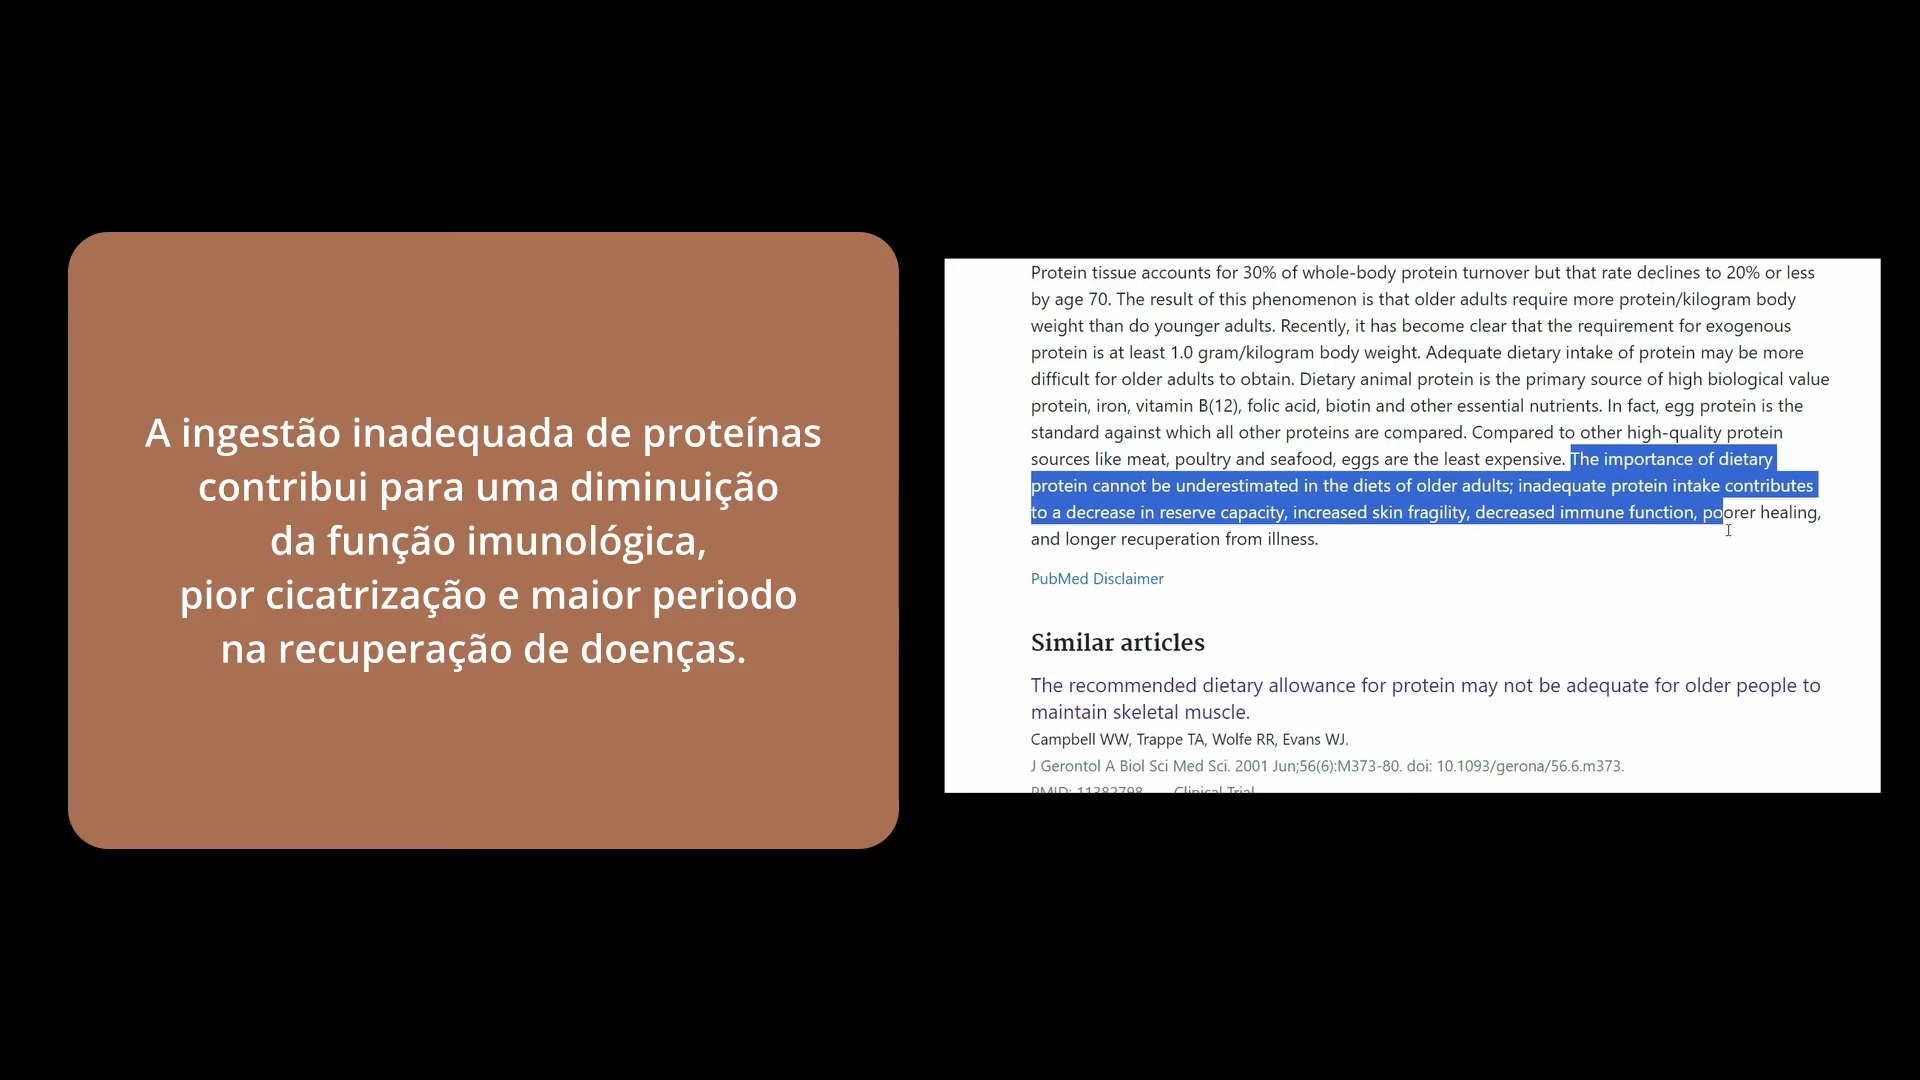 A ingestão inadequada de proteínas
contribui para uma diminuição
da função imunológica,
pior cicatrização e maior periodo
na recuperação de doenças.
Protein tissue accounts for 30% of whole-body protein turnover but that rate declines to 20% or less
by age 70. The result of this phenomenon is that older adults require more protein/kilogram body
weight than do younger adults. Recently, it has become clear that the requirement for exogenous
protein is at least 1.0 gram/kilogram body weight. Adequate dietary intake of protein may be more
difficult for older adults to obtain. Dietary animal protein is the primary source of high biological value
protein, iron, vitamin B(12), folic acid, biotin and other essential nutrients. In fact, egg protein is the
standard against which all other proteins are compared. Compared to other high-quality protein
sources like meat, poultry and seafood, eggs are the least expensive. The importance of dietary
protein cannot be underestimated in the diets of older adults; inadequate protein intake contributes
to a decrease in reserve capacity, increased skin fragility, decreased immune function, poorer healing,
and longer recuperation from illness.
PubMed Disclaimer
Similar articles
The recommended dietary allowance for protein may not be adequate for older people to
maintain skeletal muscle.
Campbell WW, Trappe TA, Wolfe RR, Evans WJ.
J Gerontol A Biol Sci Med Sci. 2001 Jun;56(6):M373-80. doi: 10.1093/gerona/56.6.m373.
PMID: 11382798 Clinical Trial